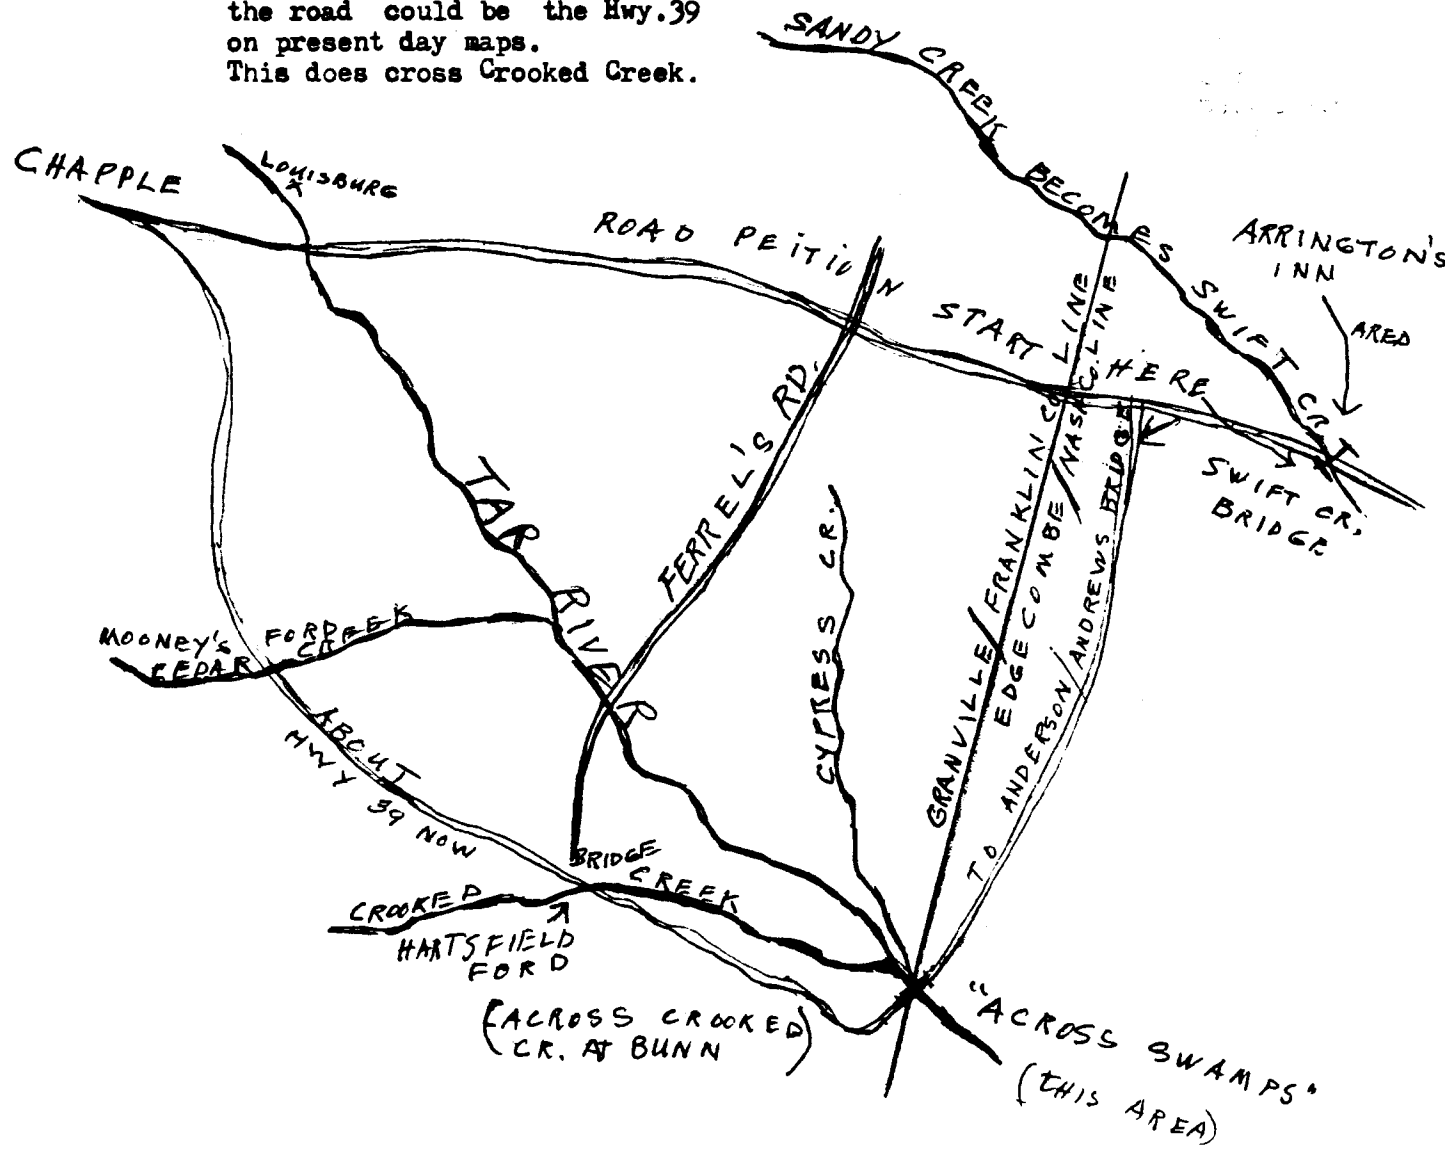 the road could be the Hwy.39
on present day maps.
This does cross Crooked Creek.
SANDY CREEK BECOMES SWIFT CR.
CHAPPLE
LOUISBURG
X
ROAD PEITION START HERE
ARRINGTON'S
INN
ARED
SWIFT CR,
BRIDGE
FERREL'S RD.
TAR RIVER
CYPRESS CR.
GRANVILLE/FRANKLIN CO LINE
EDGECOMBE/NASH CO. LINE
TO ANDERSON/ANDREWS BRIDGE
MOONEY'S FORD
CEDAR CREEK
ABOUT
HWY 39 NOW
BRIDGE
CROOKED CREEK
HARTSFIELD
FORD
(ACROSS CROOKED
CR. AT BUNN)
"ACROSS SWAMPS"
(THIS AREA)